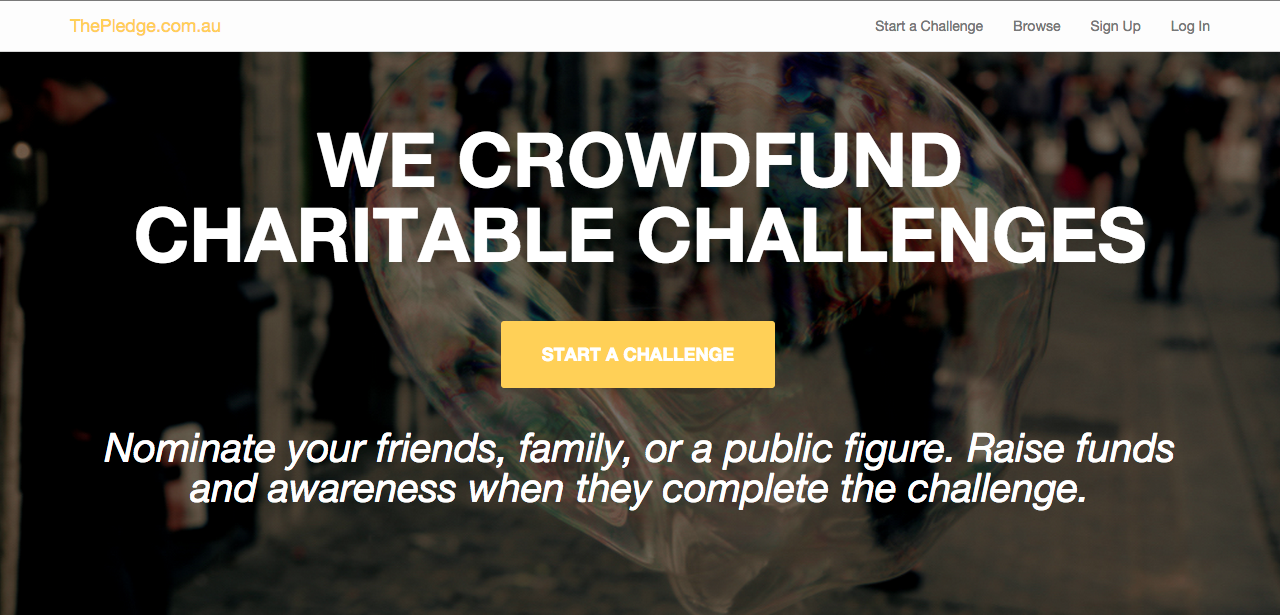 ThePledge.com.au
Start a Challenge Browse Sign Up Log In
WE CROWDFUND
CHARITABLE CHALLENGES
START A CHALLENGE
Nominate your friends, family, or a public figure. Raise funds
and awareness when they complete the challenge.